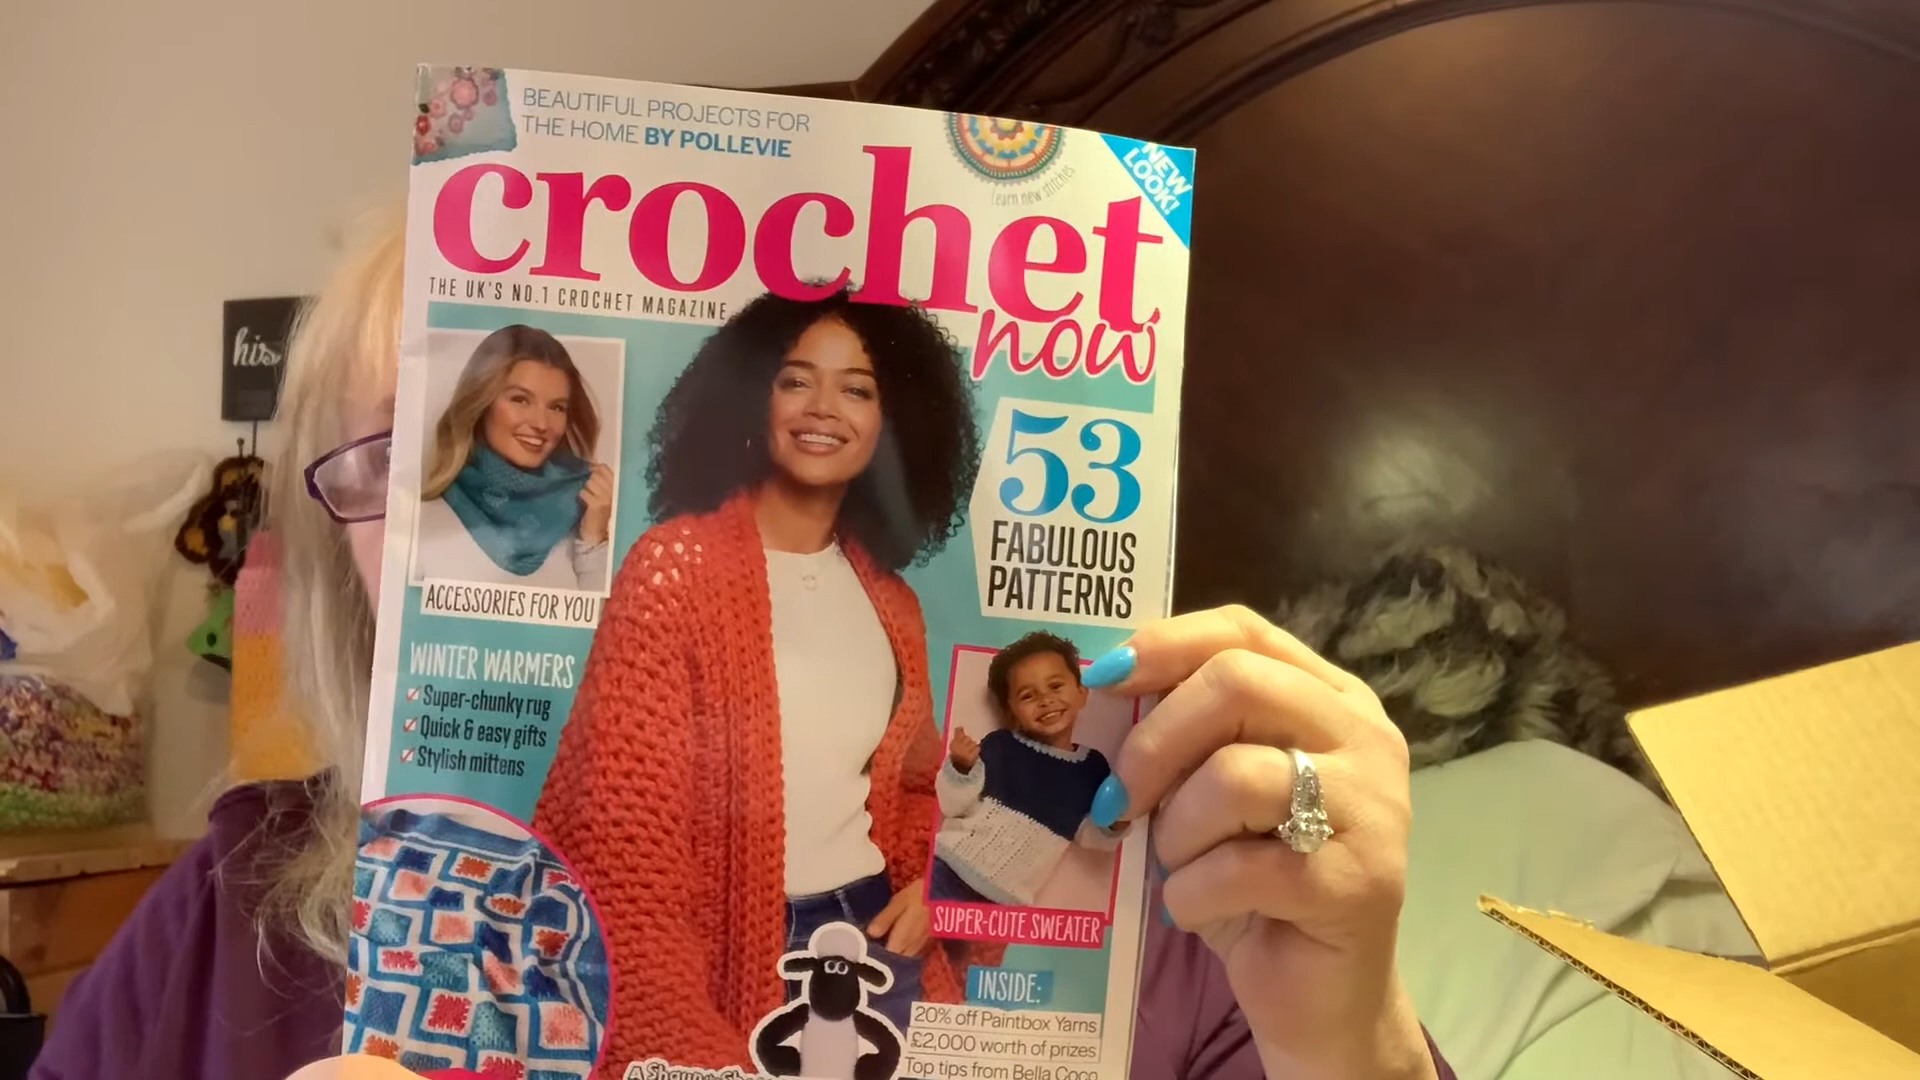 BEAUTIFUL PROJECTS FOR
THE HOME BY POLLEVIE
learn new stitches
NEW
LOOK!
crochet
now
THE UK'S NO.1 CROCHET MAGAZINE
his
53
FABULOUS
PATTERNS
ACCESSORIES FOR YOU
WINTER WARMERS
Super-chunky rug
Quick & easy gifts
Stylish mittens
SUPER-CUTE SWEATER
INSIDE:
20% off Paintbox Yarns
£2,000 worth of prizes
Top tips from Bella Coco
A Shaun